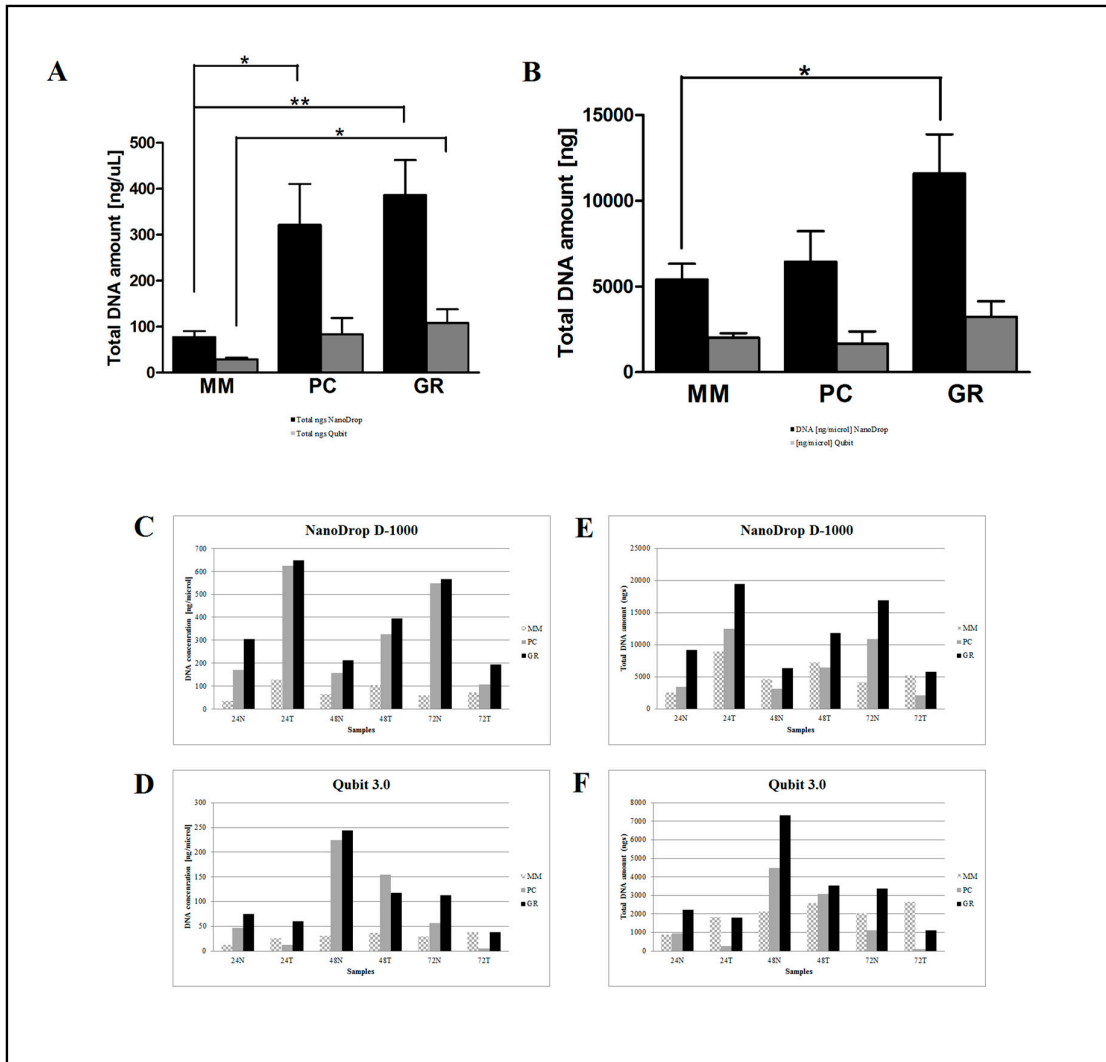 A
*
**
*
Total DNA amount [ng/uL]
500
400
300
200
100
0
MM PC GR
Total ngs NanoDrop
Total ngs Qubit
B
*
Total DNA amount [ng]
15000
10000
5000
0
MM PC GR
DNA [ng/microl] NanoDrop
[ng/microl] Qubit
C
NanoDrop D-1000
DNA concenration [ng/microl]
700
600
500
400
300
200
100
0
24N 24T 48N 48T 72N 72T
Samples
MM
PC
GR
E
NanoDrop D-1000
Total DNA amount (ngs)
25000
20000
15000
10000
5000
0
24N 24T 48N 48T 72N 72T
Samples
MM
PC
GR
D
Qubit 3.0
DNA concenration [ng/microl]
300
250
200
150
100
50
0
24N 24T 48N 48T 72N 72T
Samples
MM
PC
GR
F
Qubit 3.0
Total DNA amount (ngs)
8000
7000
6000
5000
4000
3000
2000
1000
0
24N 24T 48N 48T 72N 72T
Samples
MM
PC
GR